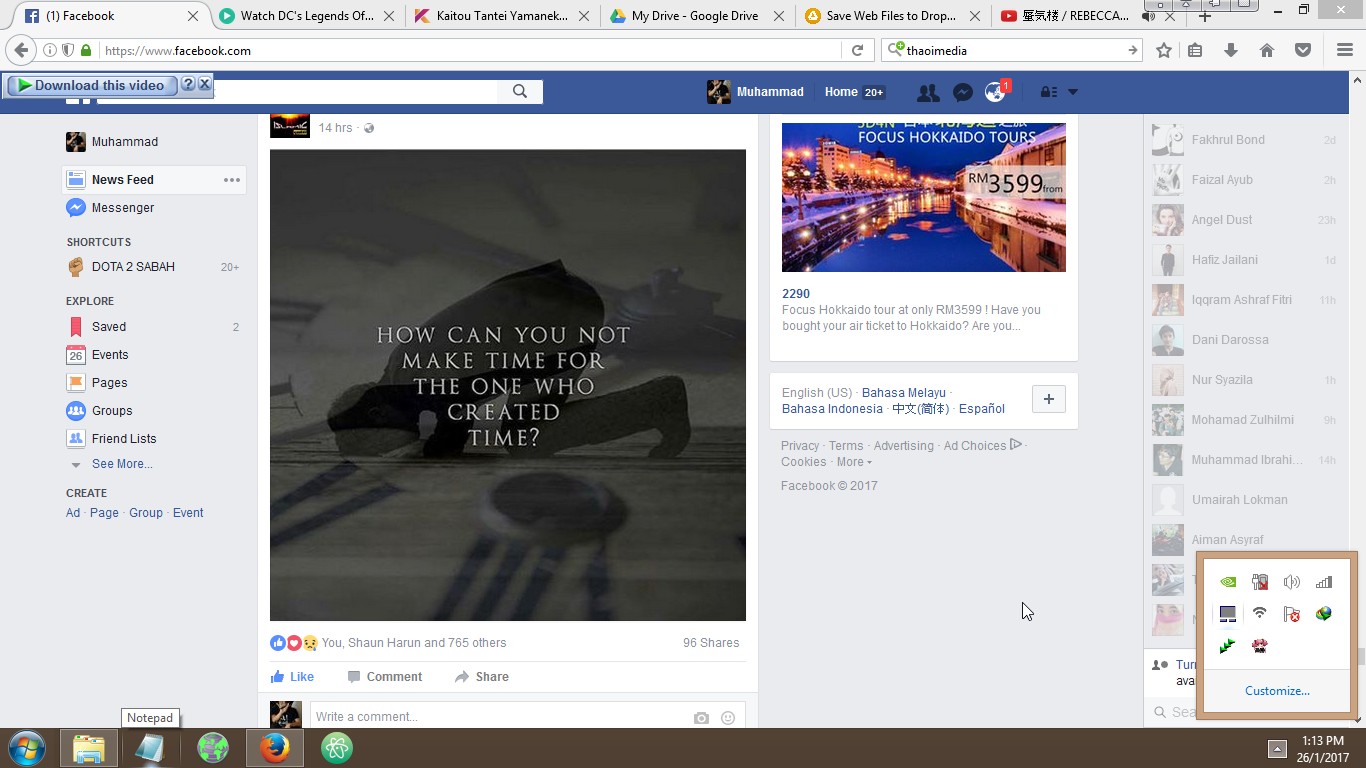 (1) Facebook
Watch DC's Legends Of...
Kaitou Tantei Yamanek...
My Drive - Google Drive
Save Web Files to Drop...
蜃気楼 / REBECCA...
https://www.facebook.com
thaoimedia
Download this video
?
X
Muhammad
Home 20+
1
Muhammad
News Feed
Messenger
SHORTCUTS
DOTA 2 SABAH 20+
EXPLORE
Saved 2
26 Events
Pages
Groups
Friend Lists
See More...
CREATE
Ad · Page · Group · Event
14 hrs ·
HOW CAN YOU NOT
MAKE TIME FOR
THE ONE WHO
CREATED
TIME?
You, Shaun Harun and 765 others
96 Shares
Like Comment Share
Write a comment...
FOCUS HOKKAIDO TOURS
RM3599 from
2290
Focus Hokkaido tour at only RM3599 ! Have you
bought your air ticket to Hokkaido? Are you...
English (US) · Bahasa Melayu ·
Bahasa Indonesia · 中文(简体) · Español
+
Privacy · Terms · Advertising · Ad Choices ·
Cookies · More
Facebook © 2017
Fakhrul Bond 2d
Faizal Ayub 2h
Angel Dust 23h
Hafiz Jailani 1d
Iqqram Ashraf Fitri 11h
Dani Darossa
Nur Syazila 1h
Mohamad Zulhilmi 9h
Muhammad Ibrahi... 14h
Umairah Lokman
Aiman Asyraf
Customize...
Notepad
1:13 PM
26/1/2017